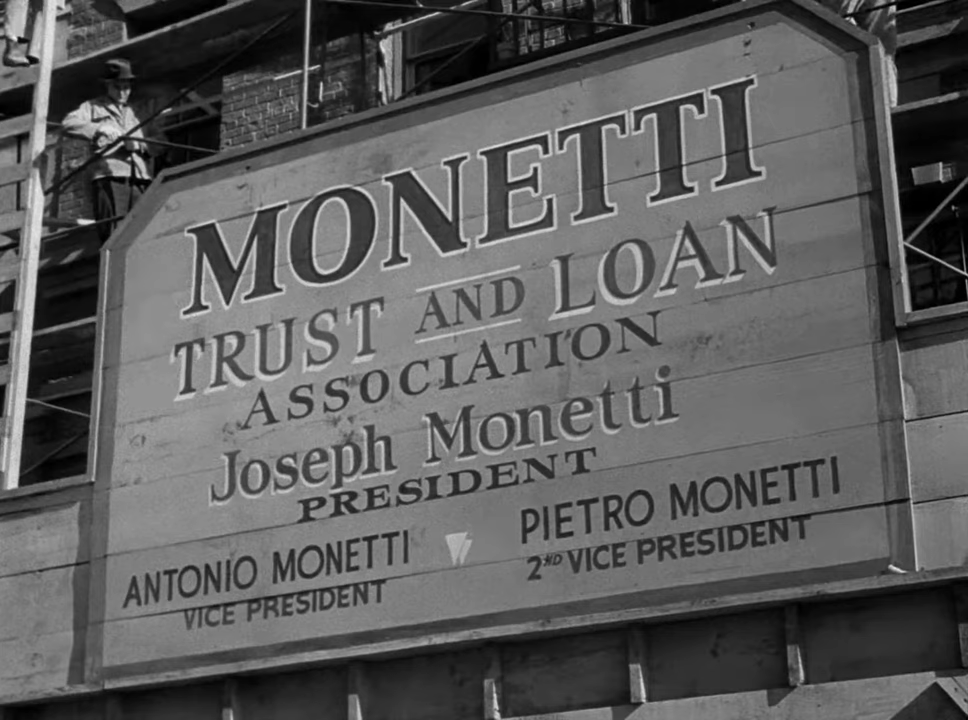 MONETTI
TRUST AND LOAN
ASSOCIATION
Joseph Monetti
PRESIDENT
ANTONIO MONETTI
VICE PRESIDENT
PIETRO MONETTI
2ND VICE PRESIDENT